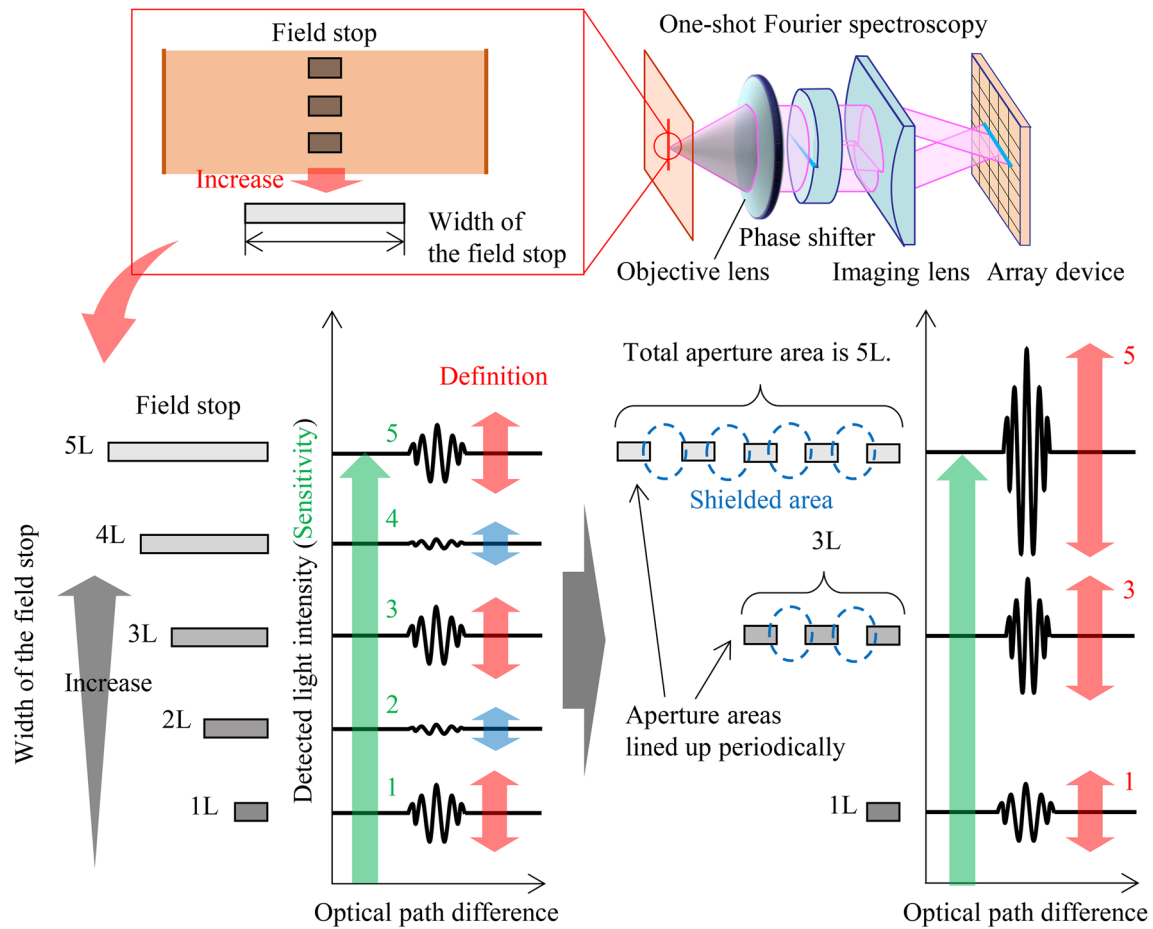 One-shot Fourier spectroscopy
Field stop
Increase
Width of
the field stop
Phase shifter
Objective lens
Imaging lens
Array device
Width of the field stop
Increase
Field stop
5L
4L
3L
2L
1L
Detected light intensity (Sensitivity)
Definition
5
4
3
2
1
Optical path difference
Total aperture area is 5L.
Shielded area
3L
Aperture areas
lined up periodically
1L
5
3
1
Optical path difference